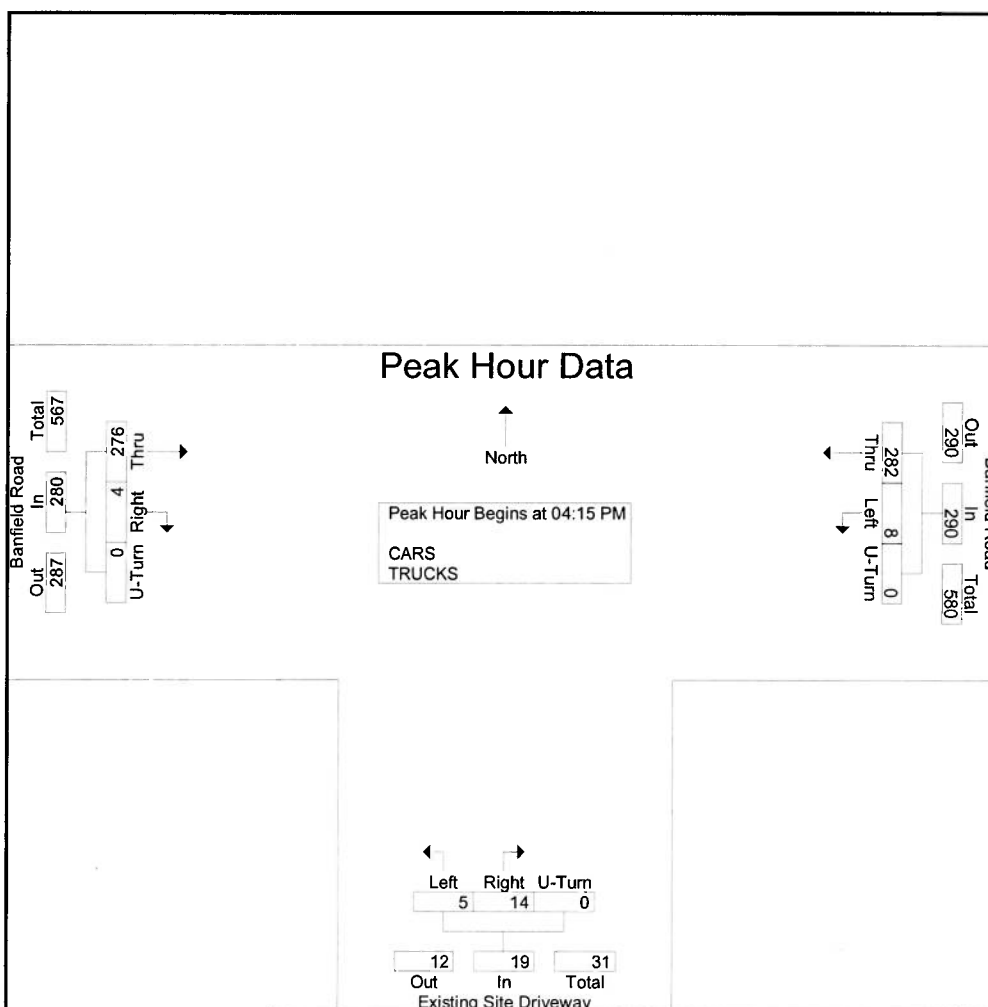 Peak Hour Data
North
Peak Hour Begins at 04:15 PM
CARS
TRUCKS
Banfield Road
Out In Total
287 280 567
U-Turn Right Thru
0 4 276
Out In Total
290 290 580
Thru Left U-Turn
282 8 0
Left Right U-Turn
5 14 0
12 19 31
Out In Total
Existing Site Driveway